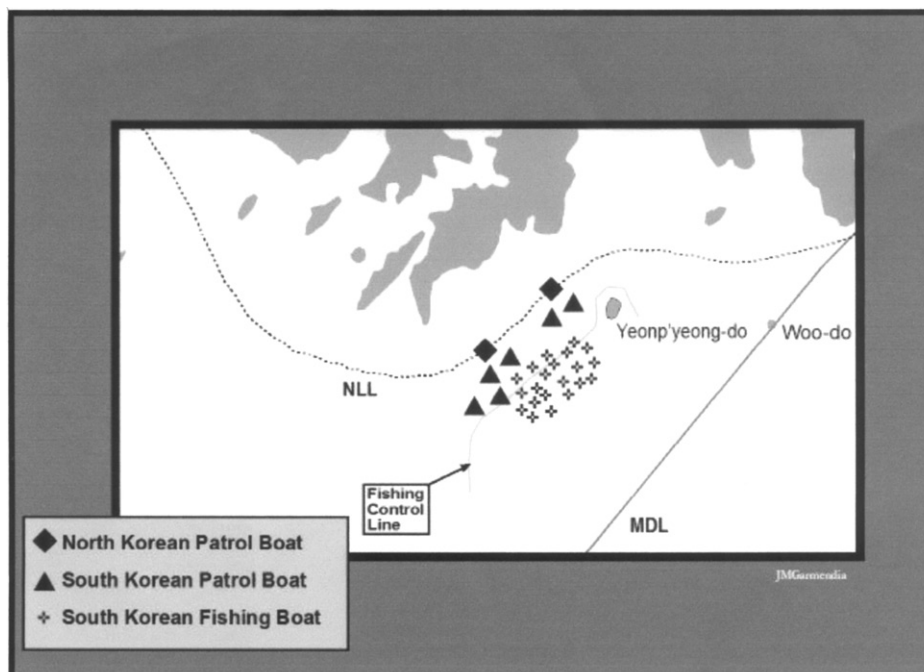 Yeonp'yeong-do
Woo-do
NLL
Fishing
Control
Line
MDL
North Korean Patrol Boat
South Korean Patrol Boat
South Korean Fishing Boat
JMGarmendia